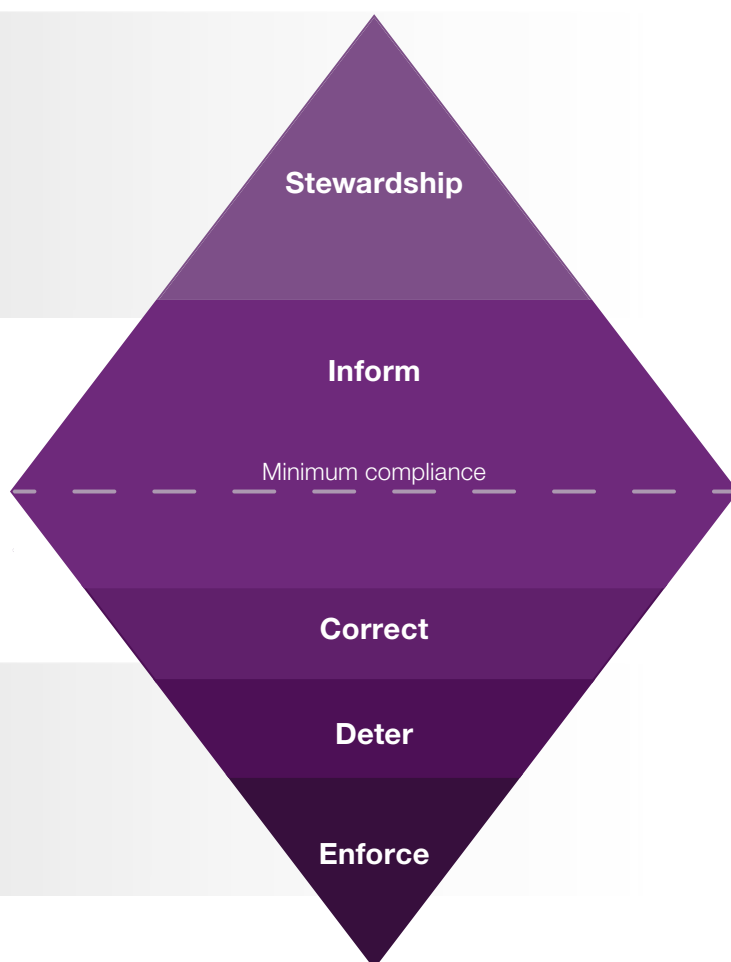 Stewardship
Inform
Minimum compliance
Correct
Deter
Enforce